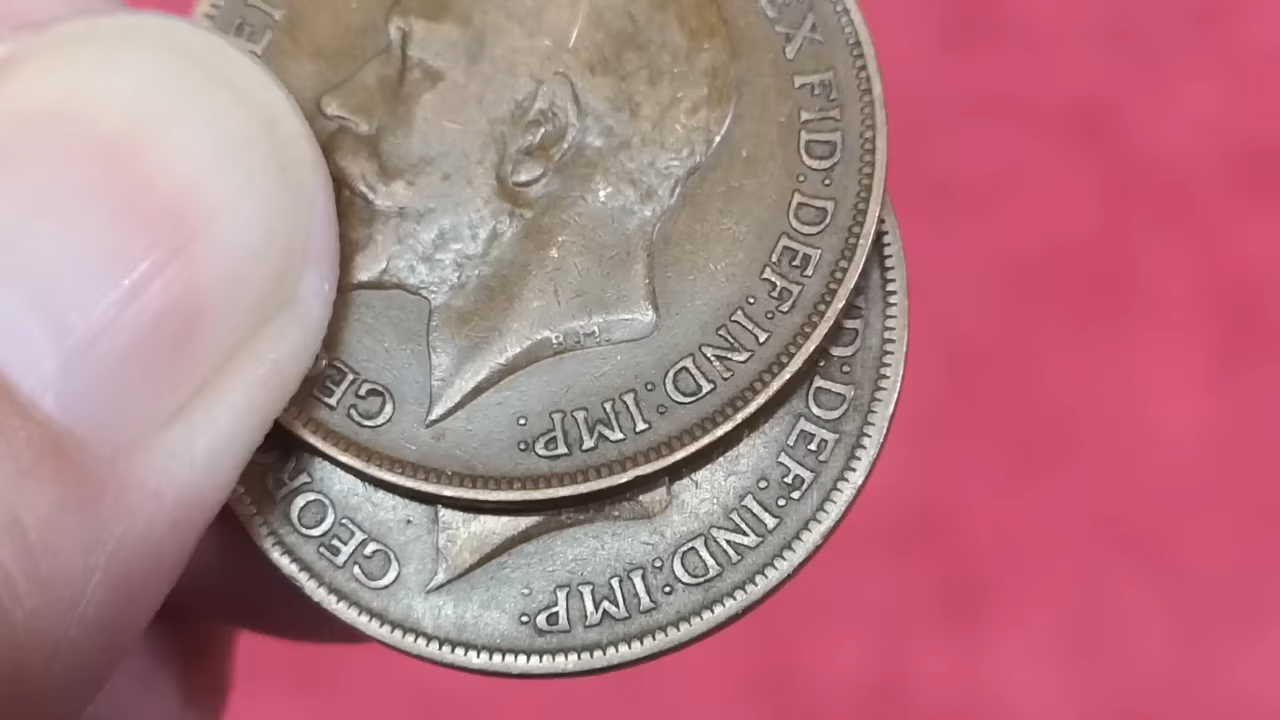 GE
EX FID:DEF:IND:IMP:
B.M.
GEOR
D:DEF:IND:IMP: